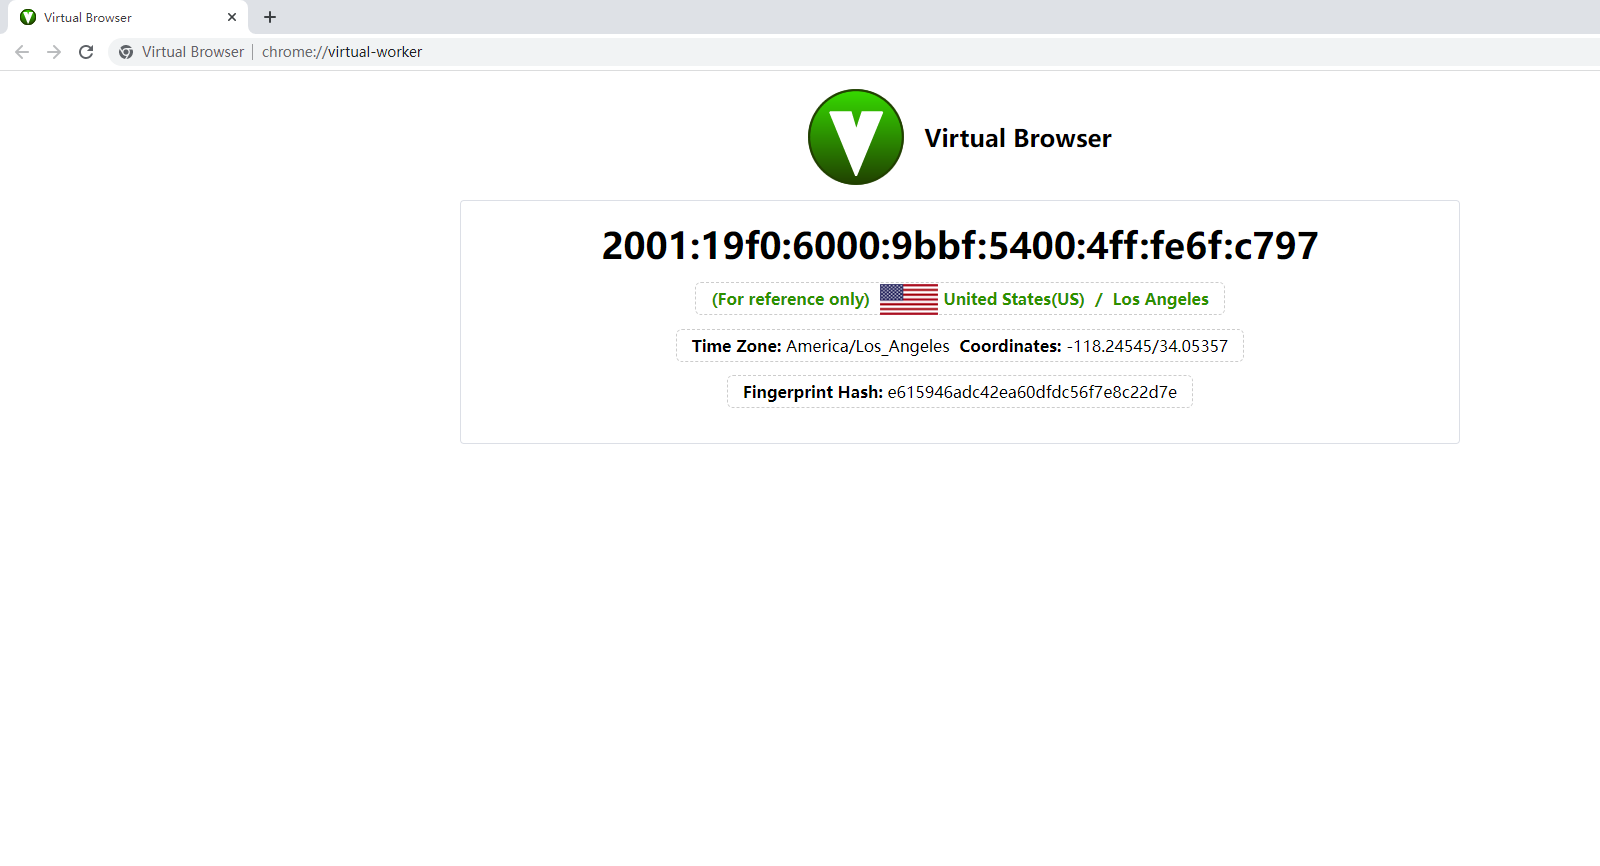 Virtual Browser
Virtual Browser | chrome://virtual-worker
V Virtual Browser
2001:19f0:6000:9bbf:5400:4ff:fe6f:c797
(For reference only) United States(US) / Los Angeles
Time Zone: America/Los_Angeles Coordinates: -118.24545/34.05357
Fingerprint Hash: e615946adc42ea60dfdc56f7e8c22d7e